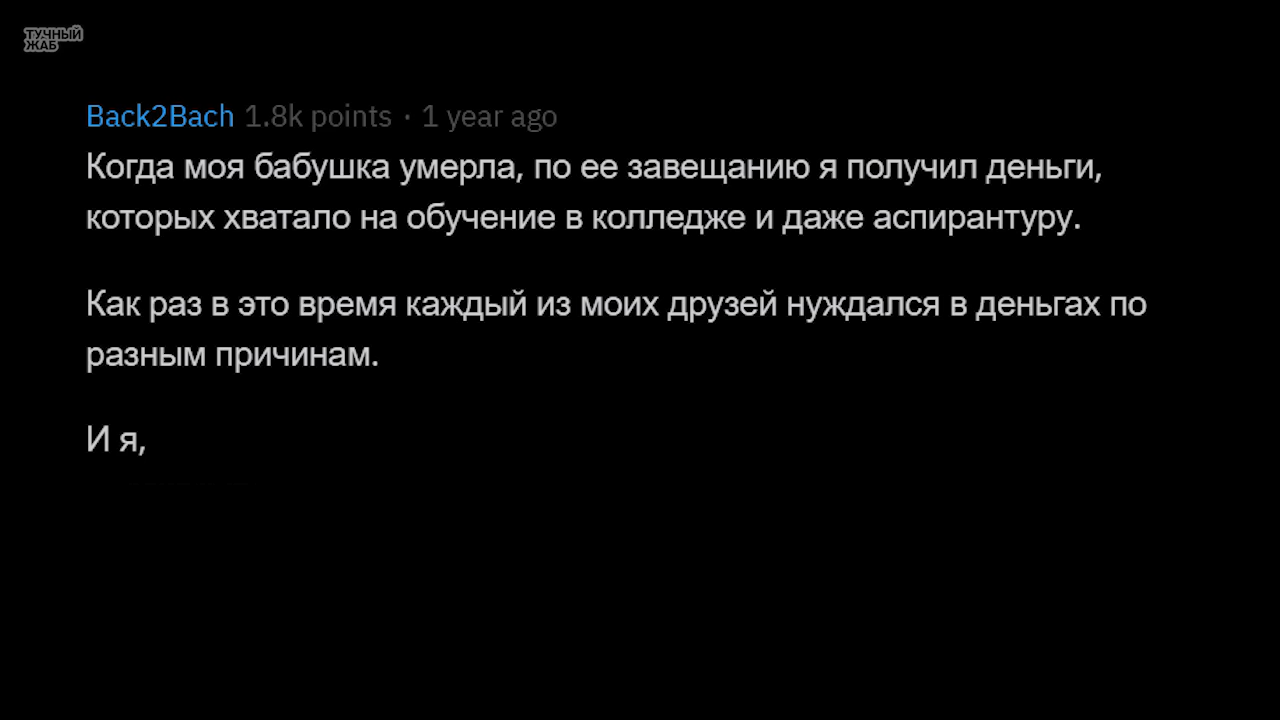 ТУЧНЫЙ
ЖАБ
Back2Bach 1.8k points · 1 year ago
Когда моя бабушка умерла, по ее завещанию я получил деньги,
которых хватало на обучение в колледже и даже аспирантуру.
Как раз в это время каждый из моих друзей нуждался в деньгах по
разным причинам.
И я,